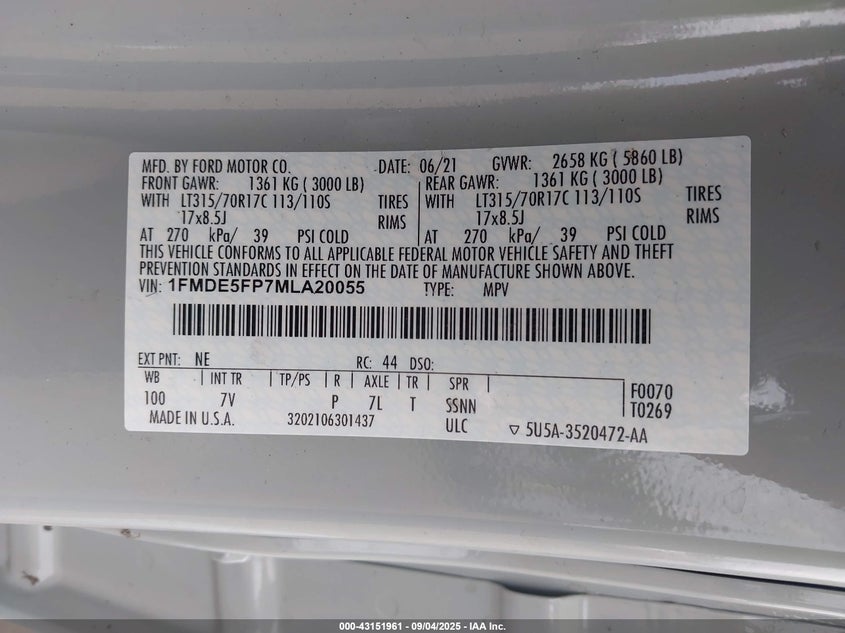 MFD. BY FORD MOTOR CO. DATE: 06/21 GVWR: 2658 KG ( 5860 LB)
FRONT GAWR: 1361 KG ( 3000 LB) REAR GAWR: 1361 KG ( 3000 LB)
WITH LT315/70R17C 113/110S TIRES LT315/70R17C 113/110S TIRES
17x8.5J RIMS 17x8.5J RIMS
AT 270 kPa/ 39 PSI COLD AT 270 kPa/ 39 PSI COLD
THIS VEHICLE CONFORMS TO ALL APPLICABLE FEDERAL MOTOR VEHICLE SAFETY AND THEFT
PREVENTION STANDARDS IN EFFECT ON THE DATE OF MANUFACTURE SHOWN ABOVE.
VIN: 1FMDE5FP7MLA20055 TYPE: MPV
EXT PNT: NE RC: 44 DSO:
WB INT TR TP/PS R AXLE TR SPR F0070
100 7V P 7L T SSNN T0269
MADE IN U.S.A. 3202106301437 ULC ▽ 5U5A-3520472-AA
000-43151961 - 09/04/2025 - IAA Inc.